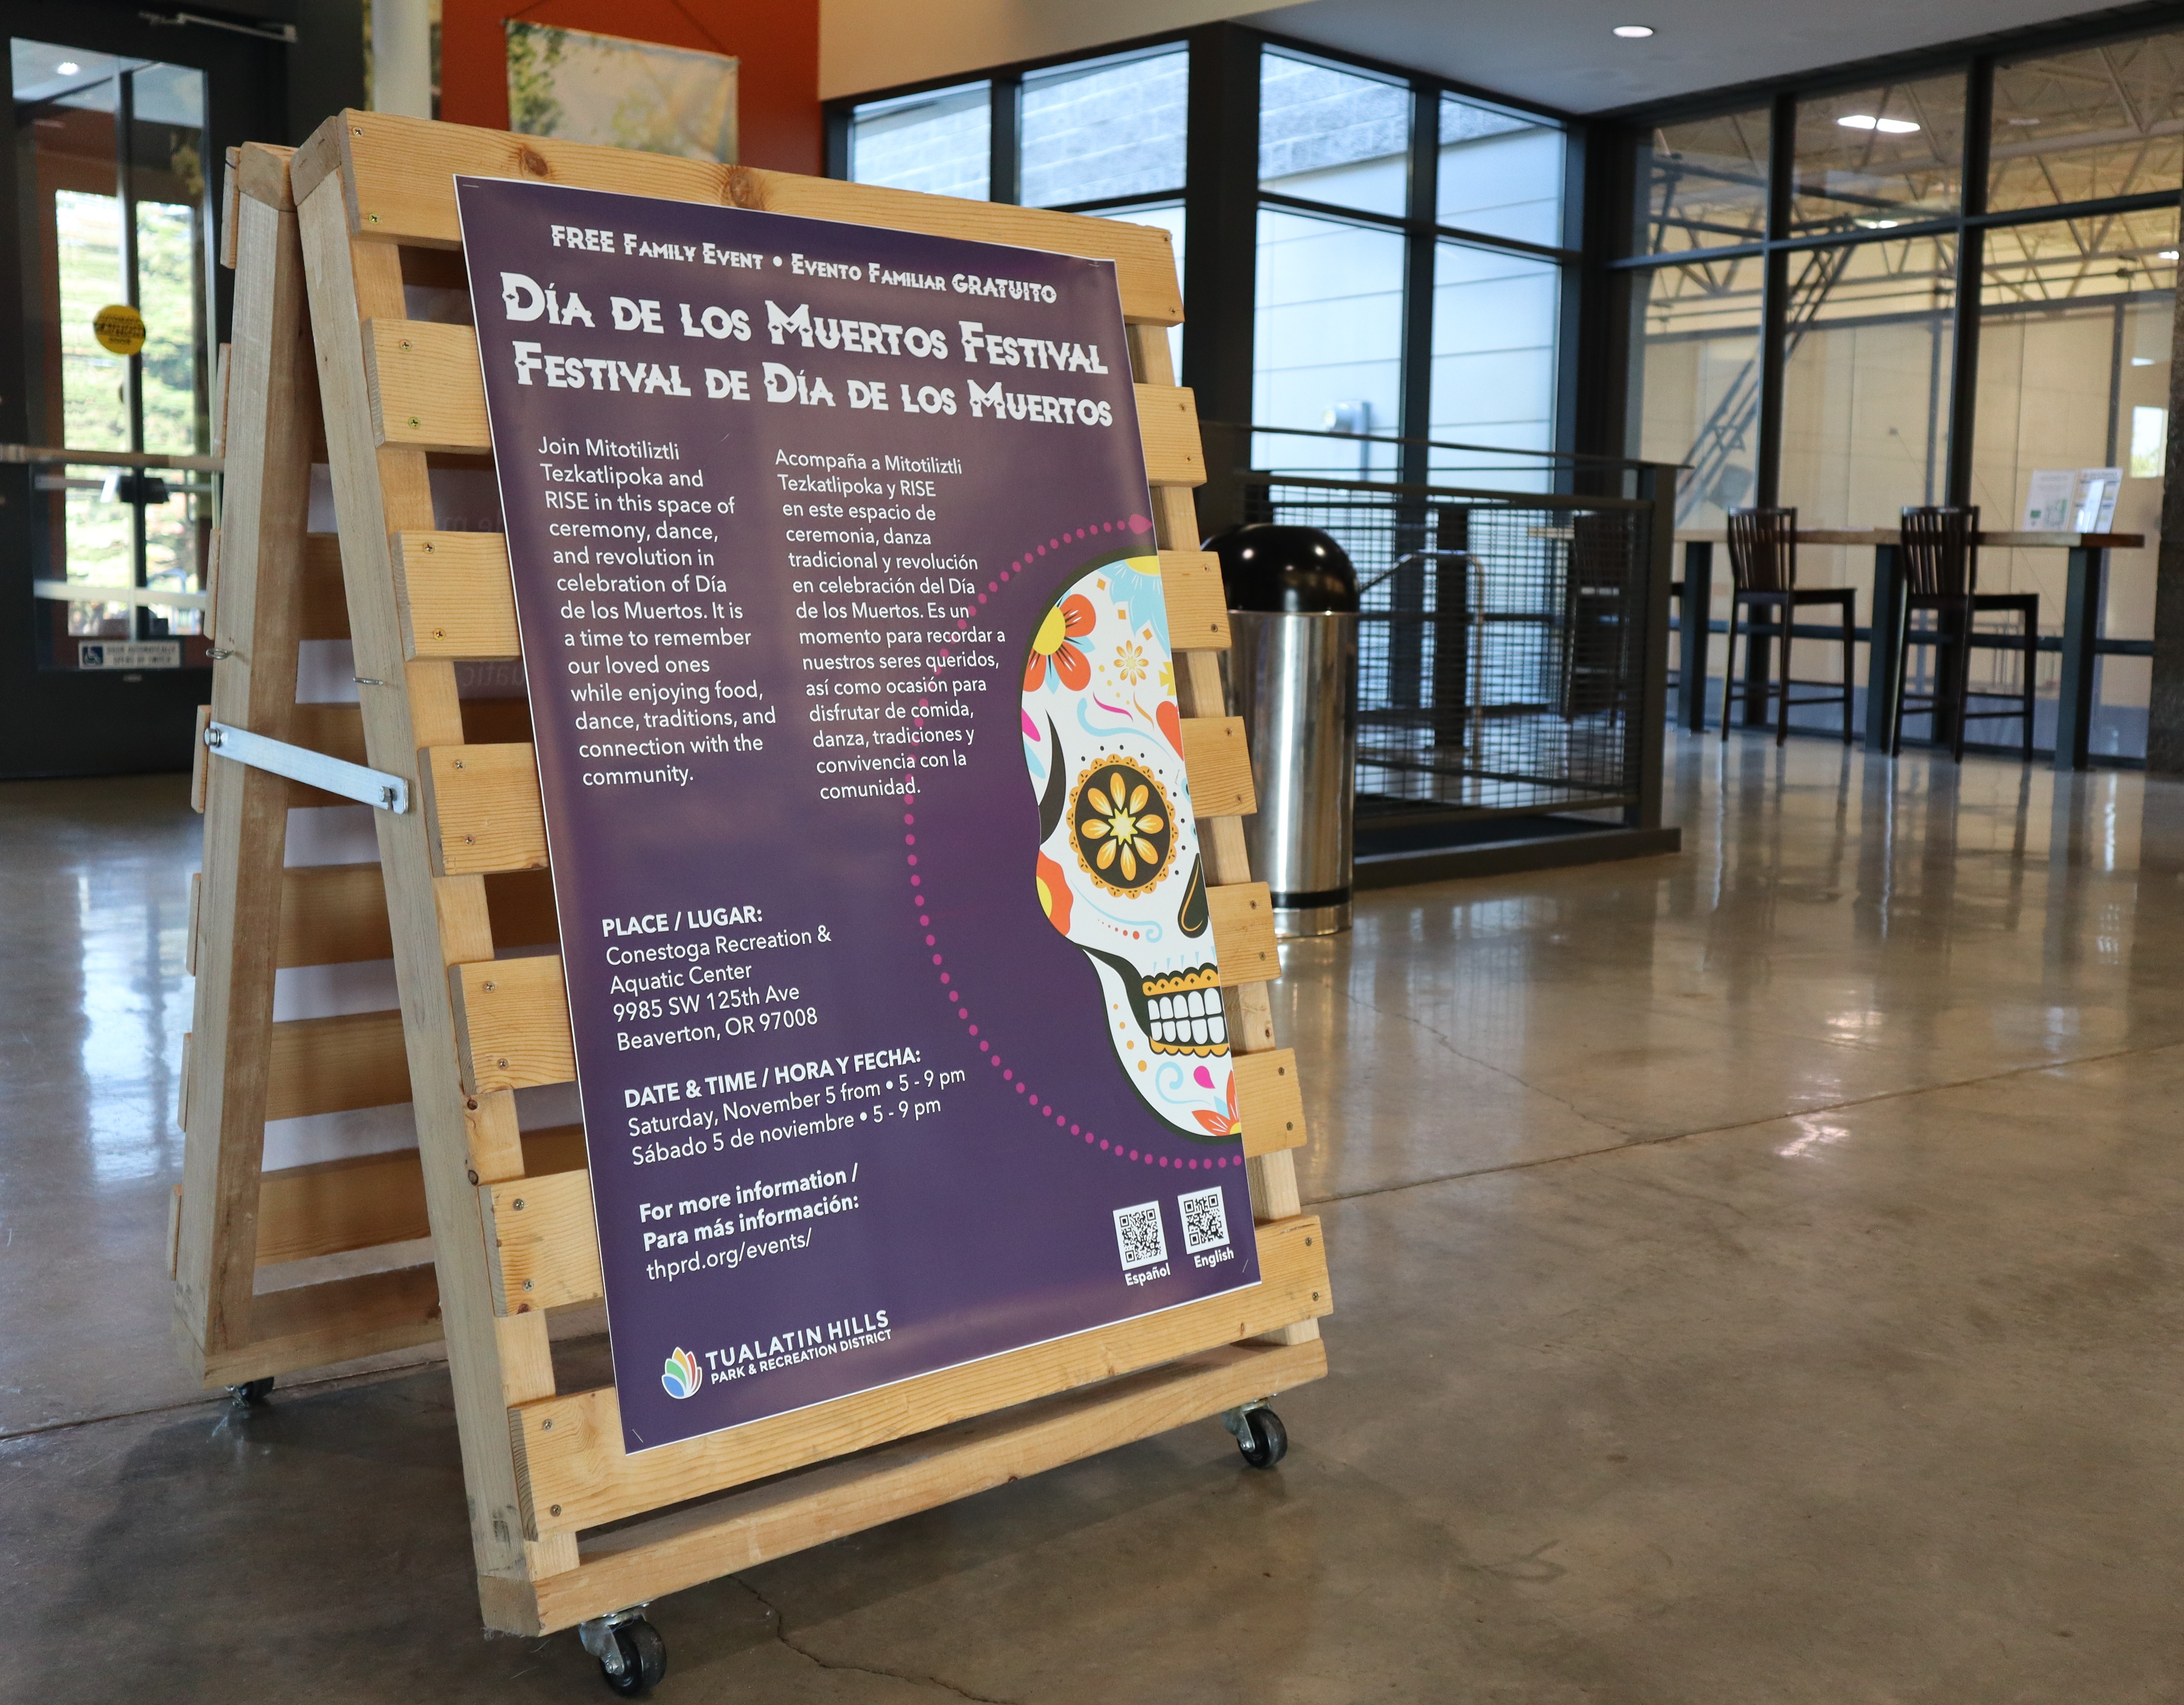 FREE Family Event • Evento Familiar GRATUITO
Día de los Muertos Festival
Festival de Día de los Muertos
Join Mitotiliztli
Tezkatlipoka and
RISE in this space of
ceremony, dance,
and revolution in
celebration of Día
de los Muertos. It is
a time to remember
our loved ones
while enjoying food,
dance, traditions, and
connection with the
community.
Acompaña a Mitotiliztli
Tezkatlipoka y RISE
en este espacio de
ceremonia, danza
tradicional y revolución
en celebración del Día
de los Muertos. Es un
momento para recordar a
nuestros seres queridos,
así como ocasión para
disfrutar de comida,
danza, tradiciones y
convivencia con la
comunidad.
PLACE / LUGAR:
Conestoga Recreation &
Aquatic Center
9985 SW 125th Ave
Beaverton, OR 97008
DATE & TIME / HORA Y FECHA:
Saturday, November 5 from • 5 - 9 pm
Sábado 5 de noviembre • 5 - 9 pm
For more information /
Para más información:
thprd.org/events/
Español
English
TUALATIN HILLS
PARK & RECREATION DISTRICT